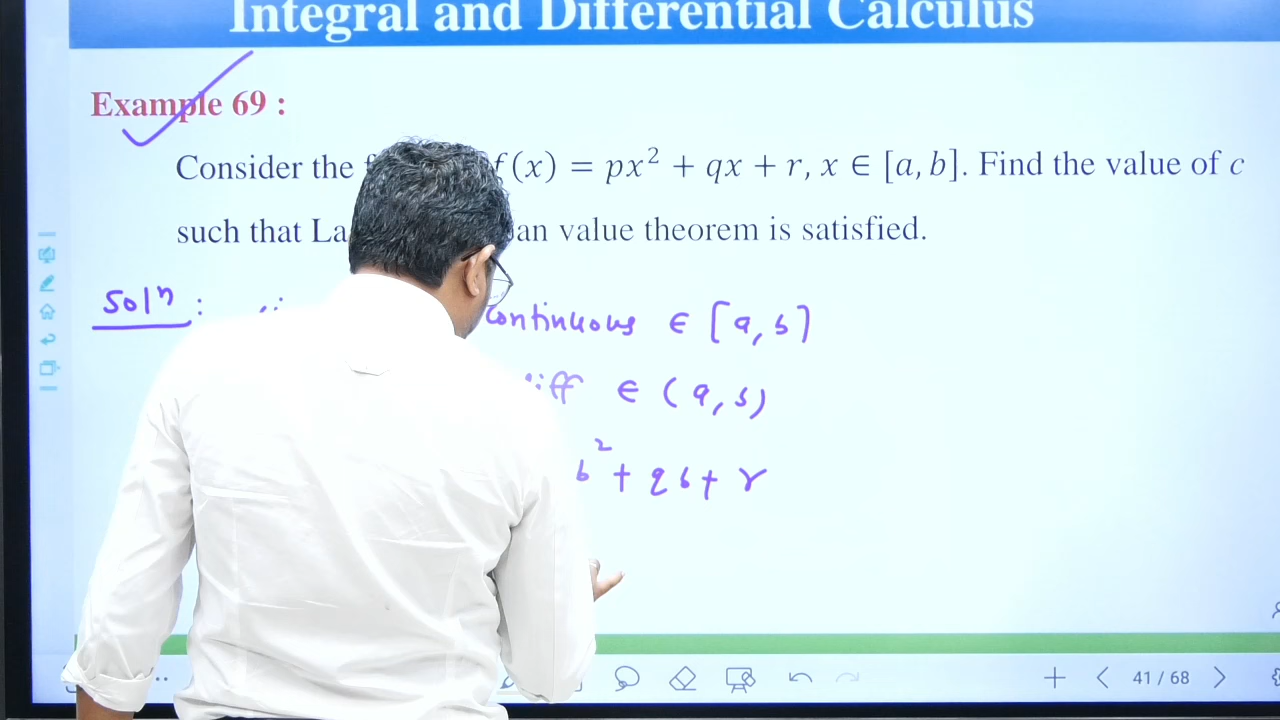 Integral and Differential Calculus
Example 69 :
Consider the f(x) = px² + qx + r, x ∈ [a, b]. Find the value of c
such that La an value theorem is satisfied.
Solⁿ : continuous ∈ [a, b]
diff ∈ (a, b)
b² + qb + r
41 / 68